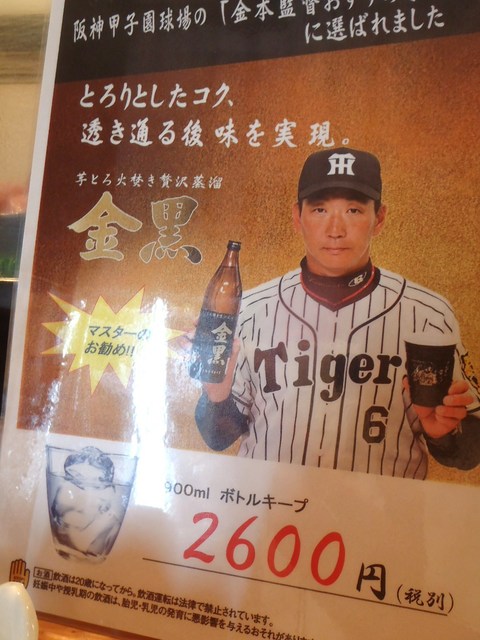 阪神甲子園球場の「金本監督おすすめ
に選ばれました
とろりとしたコク、
透き通る後味を実現。
芋とろ火焚き贅沢蒸溜
金黒
マスターの
お勧め!!
金黒
Tiger
6
900ml ボトルキープ
2600円(税別)
お酒 飲酒は20歳になってから。飲酒運転は法律で禁止されています。
妊娠中や授乳期の飲酒は、胎児・乳児の発育に悪影響を与えるおそれがあり